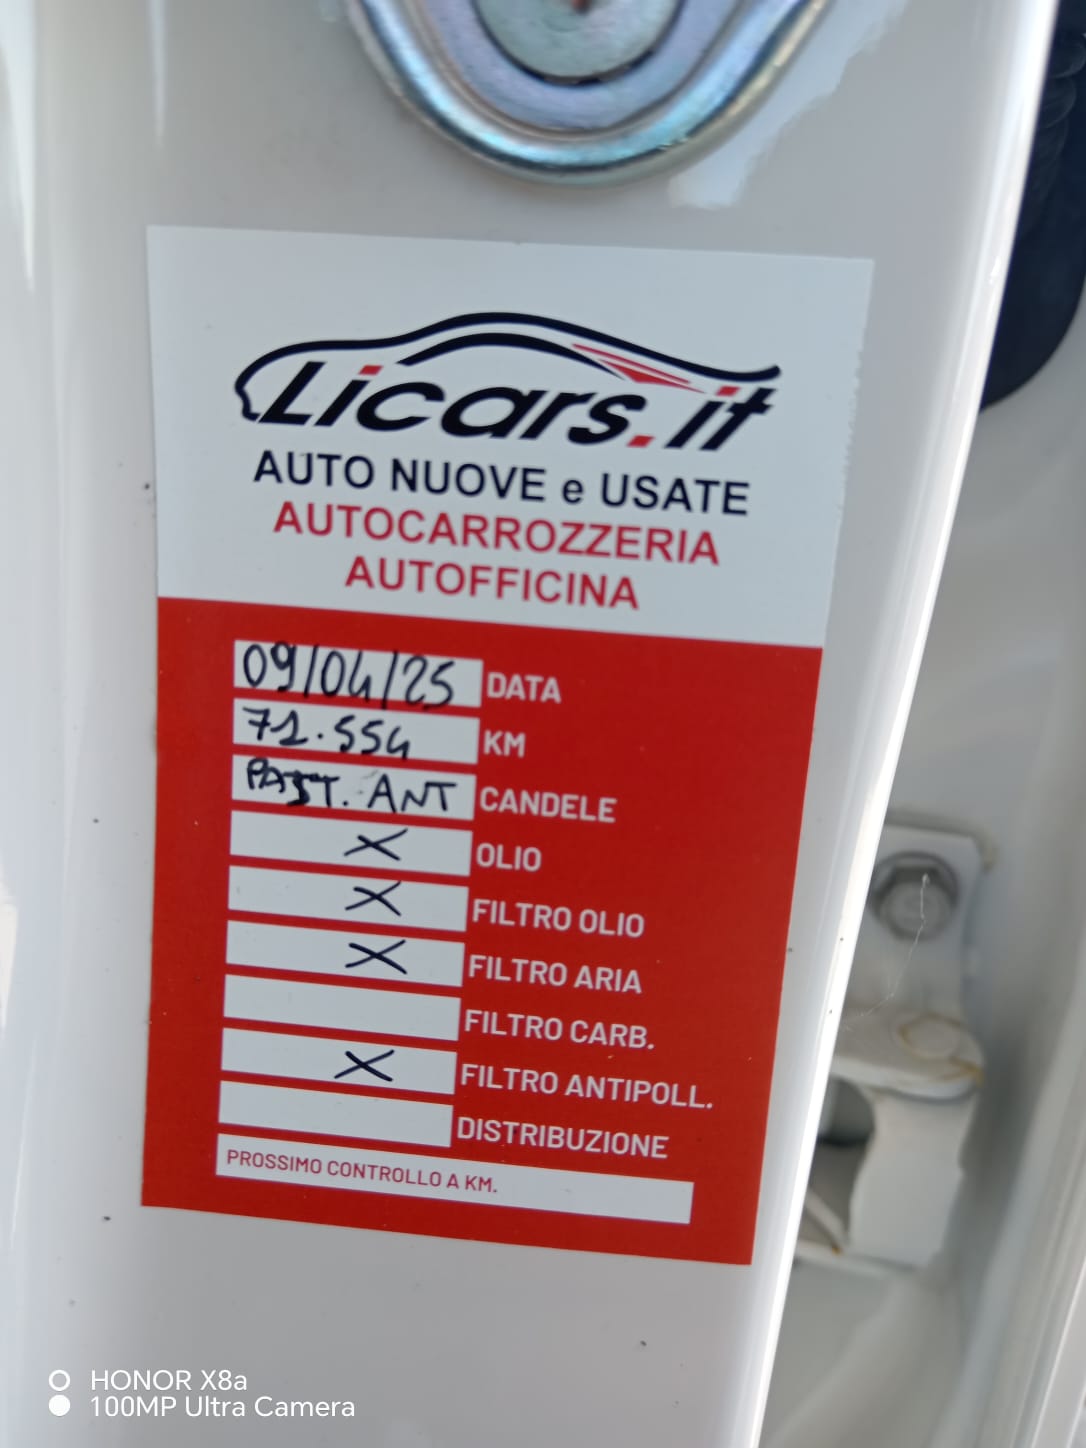 Licars.it
AUTO NUOVE e USATE
AUTOCARROZZERIA
AUTOFFICINA
09/04/25 DATA
71.554 KM
PAST. ANT CANDELE
X OLIO
X FILTRO OLIO
X FILTRO ARIA
FILTRO CARB.
X FILTRO ANTIPOLL.
DISTRIBUZIONE
PROSSIMO CONTROLLO A KM.
HONOR X8a
100MP Ultra Camera